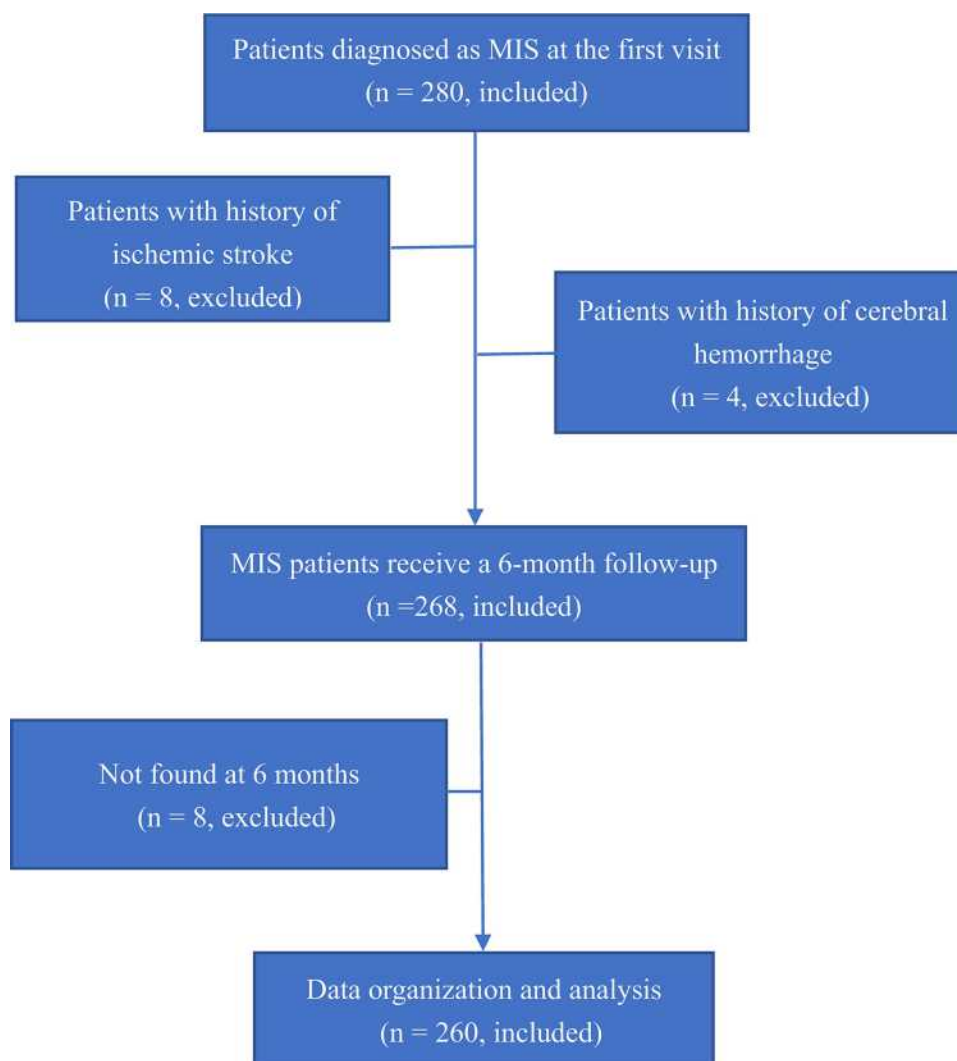 Patients diagnosed as MIS at the first visit
(n = 280, included)
Patients with history of
ischemic stroke
(n = 8, excluded)
Patients with history of cerebral
hemorrhage
(n = 4, excluded)
MIS patients receive a 6-month follow-up
(n =268, included)
Not found at 6 months
(n = 8, excluded)
Data organization and analysis
(n = 260, included)